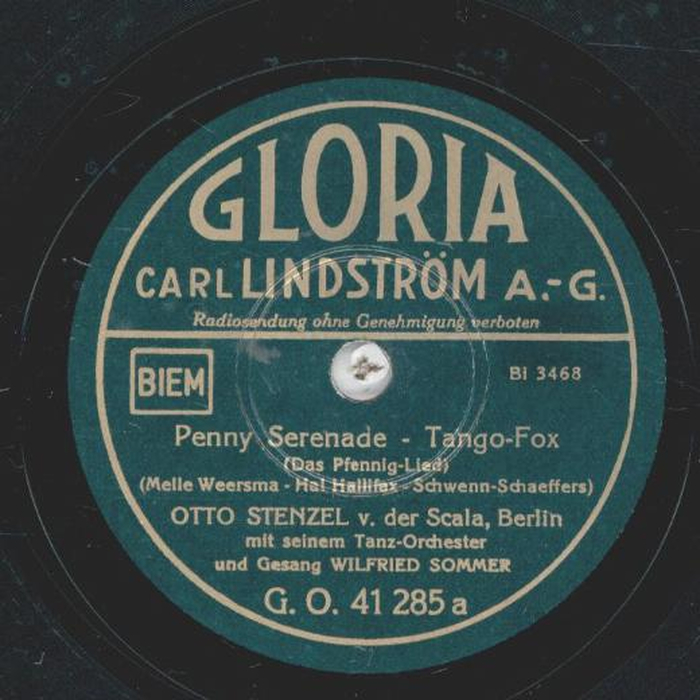 GLORIA
CARL LINDSTRÖM A.-G.
Radiosendung ohne Genehmigung verboten
BIEM
Bi 3468
Penny Serenade - Tango-Fox
(Das Pfennig-Lied)
(Melle Weersma - Hal Hallifax - Schwenn-Schaeffers)
OTTO STENZEL v. der Scala, Berlin
mit seinem Tanz-Orchester
und Gesang WILFRIED SOMMER
G. O. 41 285 a